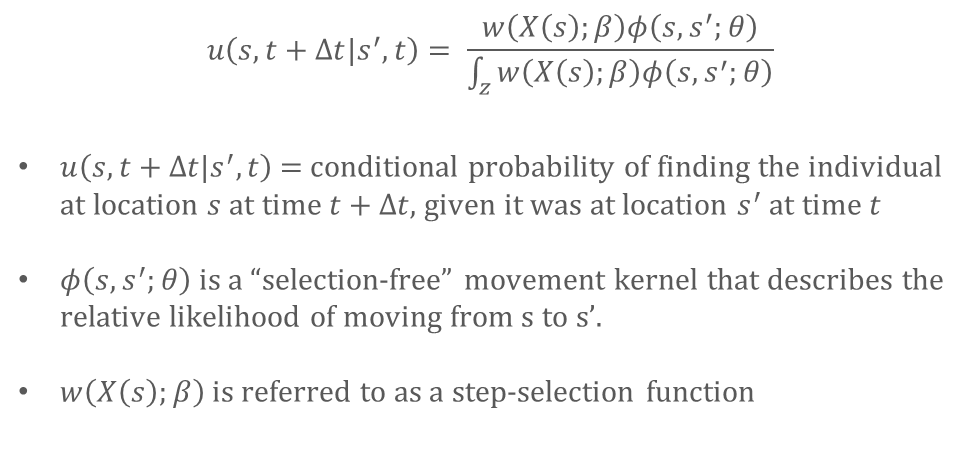 u(s, t + Δt|s′, t) = w(X(s); β)ϕ(s, s′; θ) / ∫z w(X(s); β)ϕ(s, s′; θ)
• u(s, t + Δt|s′, t) = conditional probability of finding the individual
at location s at time t + Δt, given it was at location s′ at time t
• ϕ(s, s′; θ) is a “selection-free” movement kernel that describes the
relative likelihood of moving from s to s’.
• w(X(s); β) is referred to as a step-selection function